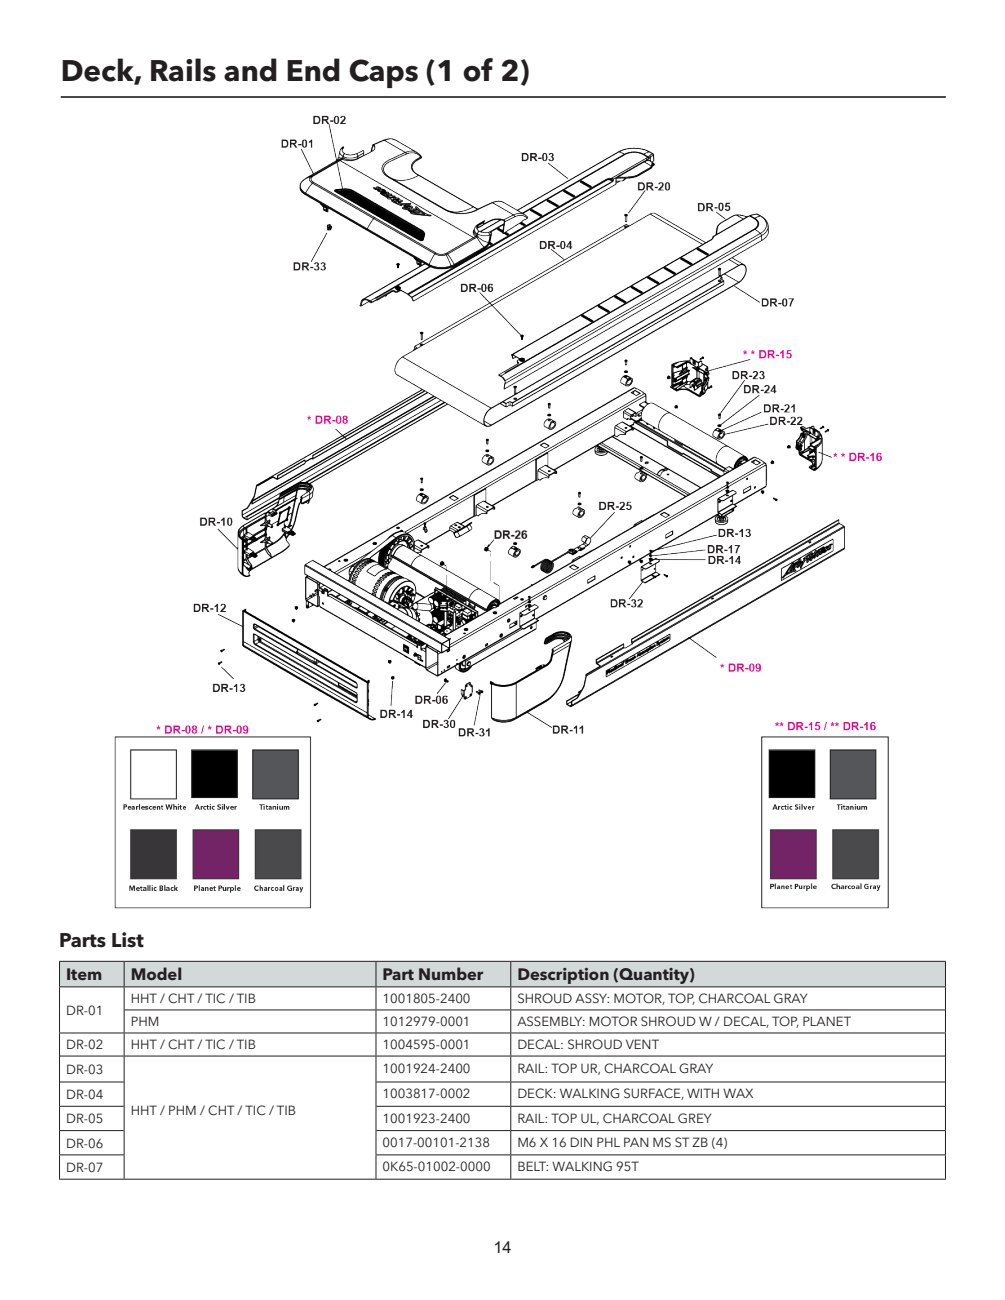 Deck, Rails and End Caps (1 of 2)
DR-02
DR-01
DR-03
DR-20
DR-05
DR-04
DR-33
DR-06
DR-07
* * DR-15
DR-23
DR-24
* DR-08
DR-21
DR-22
* * DR-16
DR-25
DR-10
DR-26
DR-13
DR-17
DR-14
DR-32
DR-12
* DR-09
DR-13
DR-06
DR-14
DR-30
DR-31
DR-11
* DR-08 / * DR-09
** DR-15 / ** DR-16
Pearlescent White Arctic Silver Titanium
Arctic Silver Titanium
Metallic Black Planet Purple Charcoal Gray
Planet Purple Charcoal Gray
Parts List
Item Model Part Number Description (Quantity)
DR-01 HHT / CHT / TIC / TIB 1001805-2400 SHROUD ASSY: MOTOR, TOP, CHARCOAL GRAY
PHM 1012979-0001 ASSEMBLY: MOTOR SHROUD W / DECAL, TOP, PLANET
DR-02 HHT / CHT / TIC / TIB 1004595-0001 DECAL: SHROUD VENT
DR-03 HHT / PHM / CHT / TIC / TIB 1001924-2400 RAIL: TOP UR, CHARCOAL GRAY
DR-04 1003817-0002 DECK: WALKING SURFACE, WITH WAX
DR-05 1001923-2400 RAIL: TOP UL, CHARCOAL GREY
DR-06 0017-00101-2138 M6 X 16 DIN PHL PAN MS ST ZB (4)
DR-07 0K65-01002-0000 BELT: WALKING 95T
14